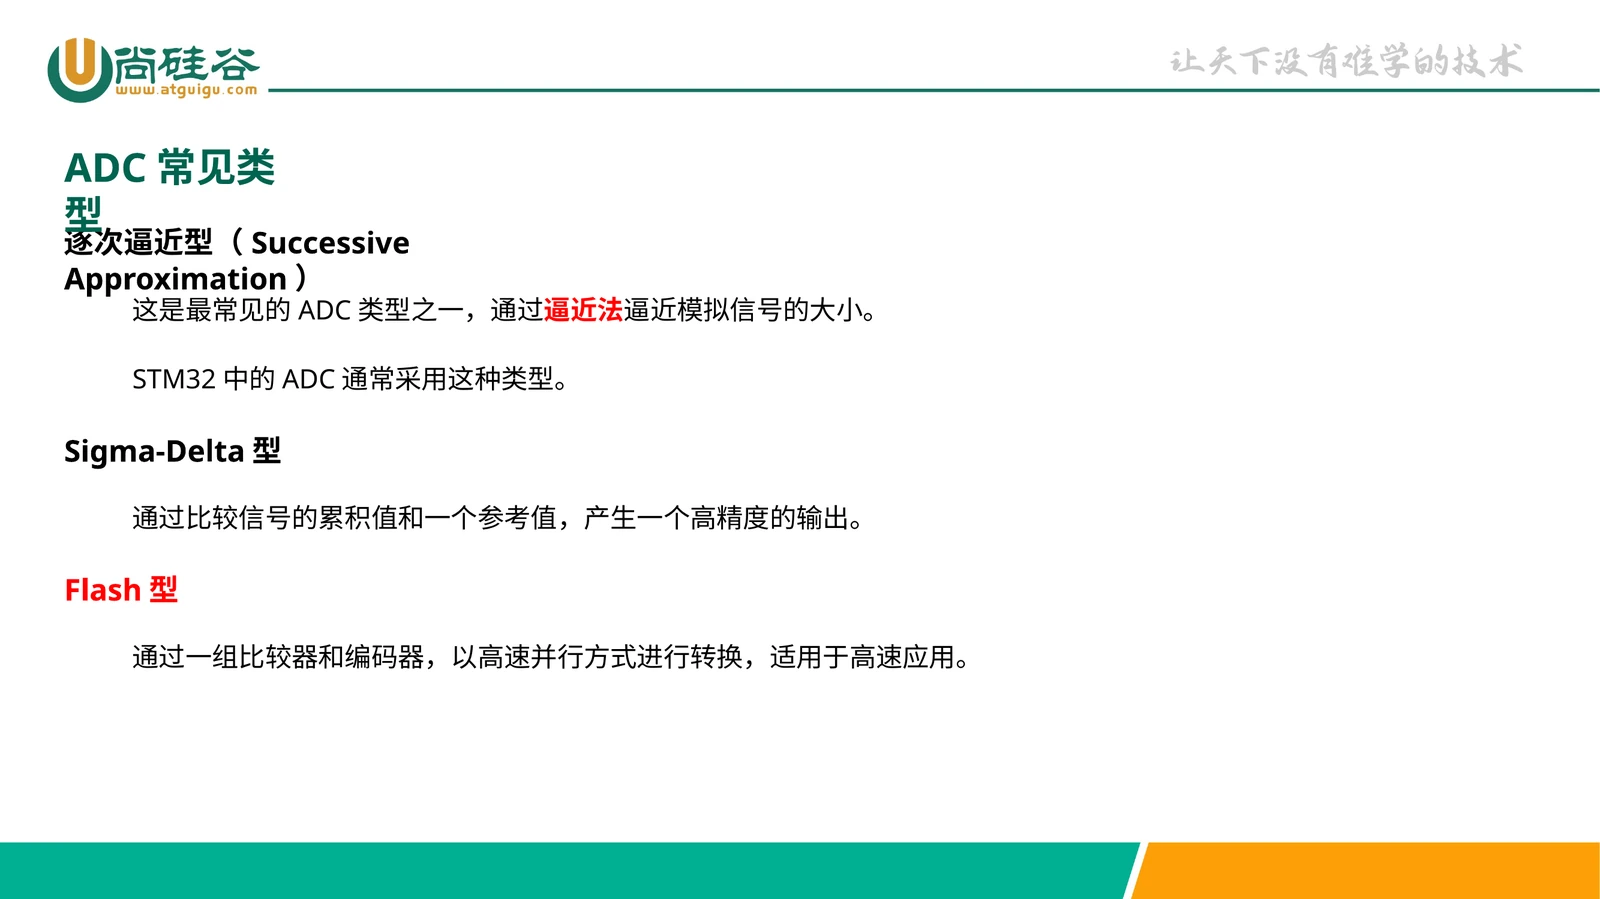 尚硅谷
www.atguigu.com
让天下没有难学的技术
ADC 常见类
型
逐次逼近型（ Successive
Approximation ）
这是最常见的 ADC 类型之一，通过逼近法逼近模拟信号的大小。
STM32 中的 ADC 通常采用这种类型。
Sigma-Delta 型
通过比较信号的累积值和一个参考值，产生一个高精度的输出。
Flash 型
通过一组比较器和编码器，以高速并行方式进行转换，适用于高速应用。